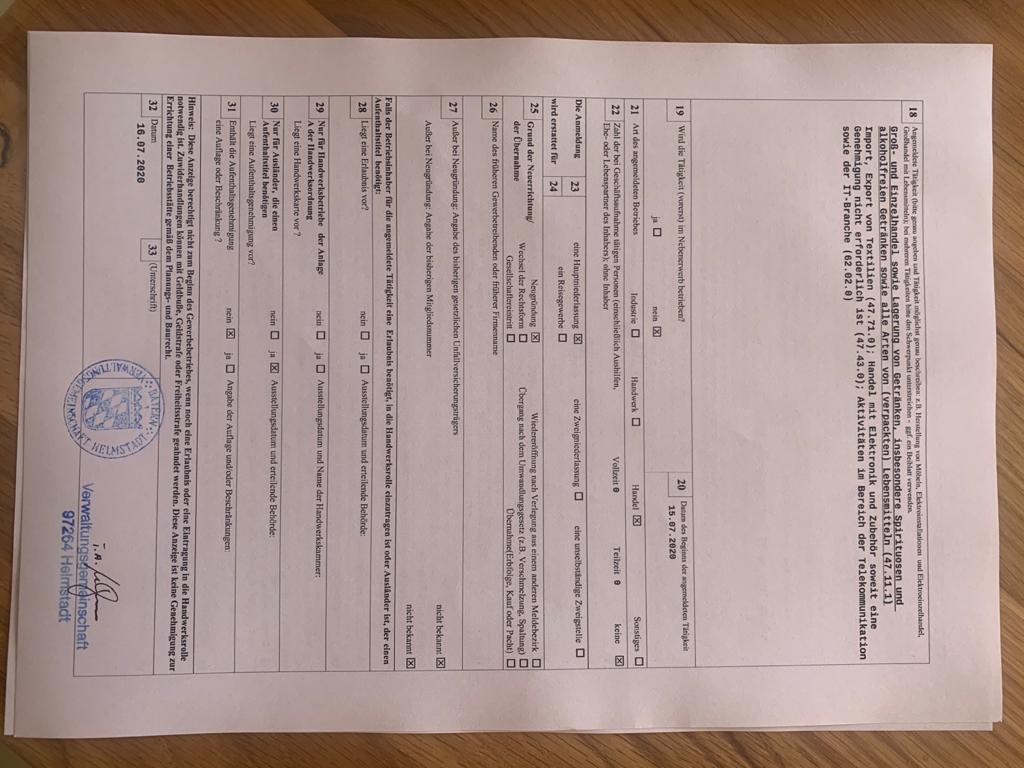 18 Angemeldete Tätigkeit (bitte genau angeben und Tätigkeit möglichst genau beschreiben: z.B. Herstellung von Möbeln, Elektroinstallationen und Elektroeinzelhandel,
Großhandel mit Lebensmitteln); bei mehreren Tätigkeiten bitte den Schwerpunkt unterstreichen - ggf. ein Beiblatt verwenden.
Groß- und Einzelhandel sowie Lagerung von Getränken, insbesondere Spirituosen und
alkoholfreien Getränken sowie alle Arten von (verpackten) Lebensmitteln (47.11.1)
Import, Export von Textilien (47.71.0); Handel mit Elektronik und Zubehör soweit eine
Genehmigung nicht erforderlich ist (47.43.0); Aktivitäten im Bereich der Telekommunikation
sowie der IT-Branche (62.02.0)
19 Wird die Tätigkeit (vorerst) im Nebenerwerb betrieben?
ja ☐ nein ☒
20 Datum des Beginns der angemeldeten Tätigkeit
15.07.2020
21 Art des angemeldeten Betriebes Industrie ☐ Handwerk ☐ Handel ☒ Sonstiges ☐
22 Zahl der bei Geschäftsaufnahme tätigen Personen (einschließlich Aushilfen, Vollzeit 0 Teilzeit 0 keine ☒
Ehe- oder Lebenspartner des Inhabers); ohne Inhaber
Die Anmeldung 23 eine Hauptniederlassung ☒ eine Zweigniederlassung ☐ eine unselbständige Zweigstelle ☐
wird erstattet für 24 ein Reisegewerbe ☐
25 Grund der Neuerrichtung/ Neugründung ☒ Wiedereröffnung nach Verlegung aus einem anderen Meldebezirk ☐
der Übernahme Wechsel der Rechtsform ☐ Übergang nach dem Umwandlungsgesetz (z.B. Verschmelzung, Spaltung) ☐
Gesellschaftereintritt ☐ Übernahme(Erbfolge, Kauf oder Pacht) ☐
26 Name des früheren Gewerbetreibenden oder früherer Firmenname
27 Außer bei Neugründung: Angabe des bisherigen gesetzlichen Unfallversicherungsträgers
nicht bekannt ☒
Außer bei Neugründung: Angabe der bisherigen Mitgliedsnummer
nicht bekannt ☒
Falls der Betriebsinhaber für die angemeldete Tätigkeit eine Erlaubnis benötigt, in die Handwerksrolle einzutragen ist oder Ausländer ist, der einen
Aufenthaltstitel benötigt:
28 Liegt eine Erlaubnis vor? nein ☐ ja ☐ Ausstellungsdatum und erteilende Behörde:
29 Nur für Handwerksbetriebe der Anlage nein ☐ ja ☐ Ausstellungsdatum und Name der Handwerkskammer:
A der Handwerksordnung
Liegt eine Handwerkskarte vor ?
30 Nur für Ausländer, die einen nein ☐ ja ☒ Ausstellungsdatum und erteilende Behörde:
Aufenthaltstitel benötigen
Liegt eine Aufenthaltsgenehmigung vor?
31 Enthält die Aufenthaltsgenehmigung nein ☒ ja ☐ Angabe der Auflage und/oder Beschränkungen:
eine Auflage oder Beschränkung ?
Hinweis: Diese Anzeige berechtigt nicht zum Beginn des Gewerbebetriebes, wenn noch eine Erlaubnis oder eine Eintragung in die Handwerksrolle
notwendig ist. Zuwiderhandlungen können mit Geldbuße, Geldstrafe oder Freiheitsstrafe geahndet werden. Diese Anzeige ist keine Genehmigung zur
Errichtung einer Betriebsstätte gemäß dem Planungs- und Baurecht.
32 Datum
16.07.2020
33 (Unterschrift)
BAYERN
VERWALTUNGSGEMEINSCHAFT HELMSTADT
i.A.
Verwaltungsgemeinschaft
97264 Helmstadt